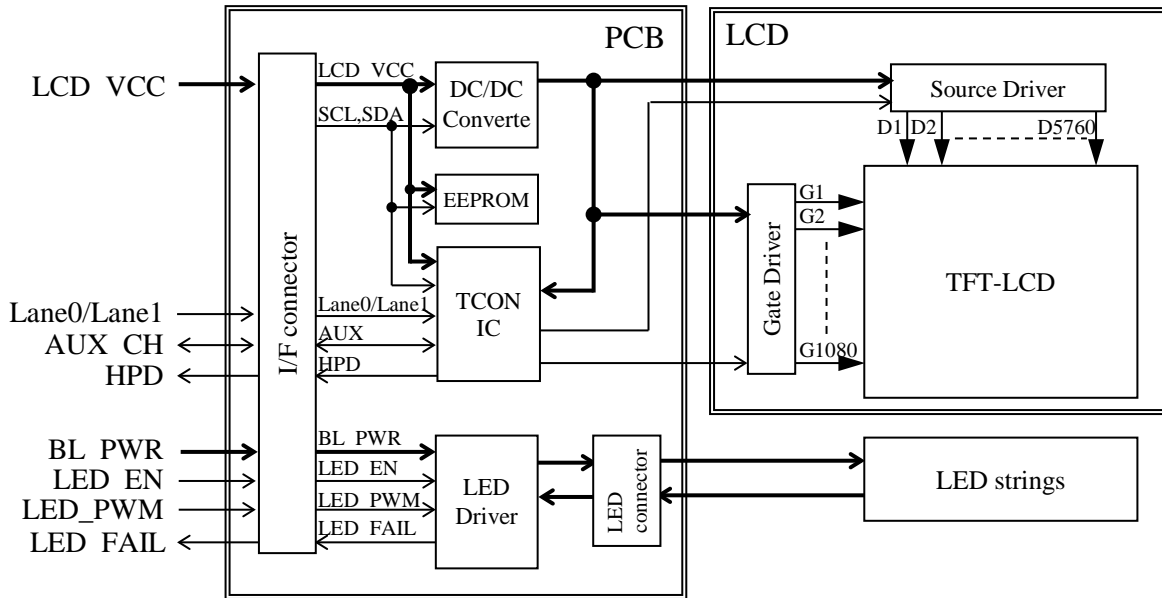 PCB
LCD
LCD VCC
LCD VCC
DC/DC
Converte
Source Driver
SCL,SDA
D1
D2
D5760
EEPROM
G1
G2
I/F connector
Gate Driver
TFT-LCD
TCON
IC
Lane0/Lane1
Lane0/Lane1
AUX CH
AUX
HPD
HPD
G1080
BL PWR
BL PWR
LED EN
LED EN
LED_PWM
LED PWM
LED FAIL
LED FAIL
LED
Driver
LED
connector
LED strings